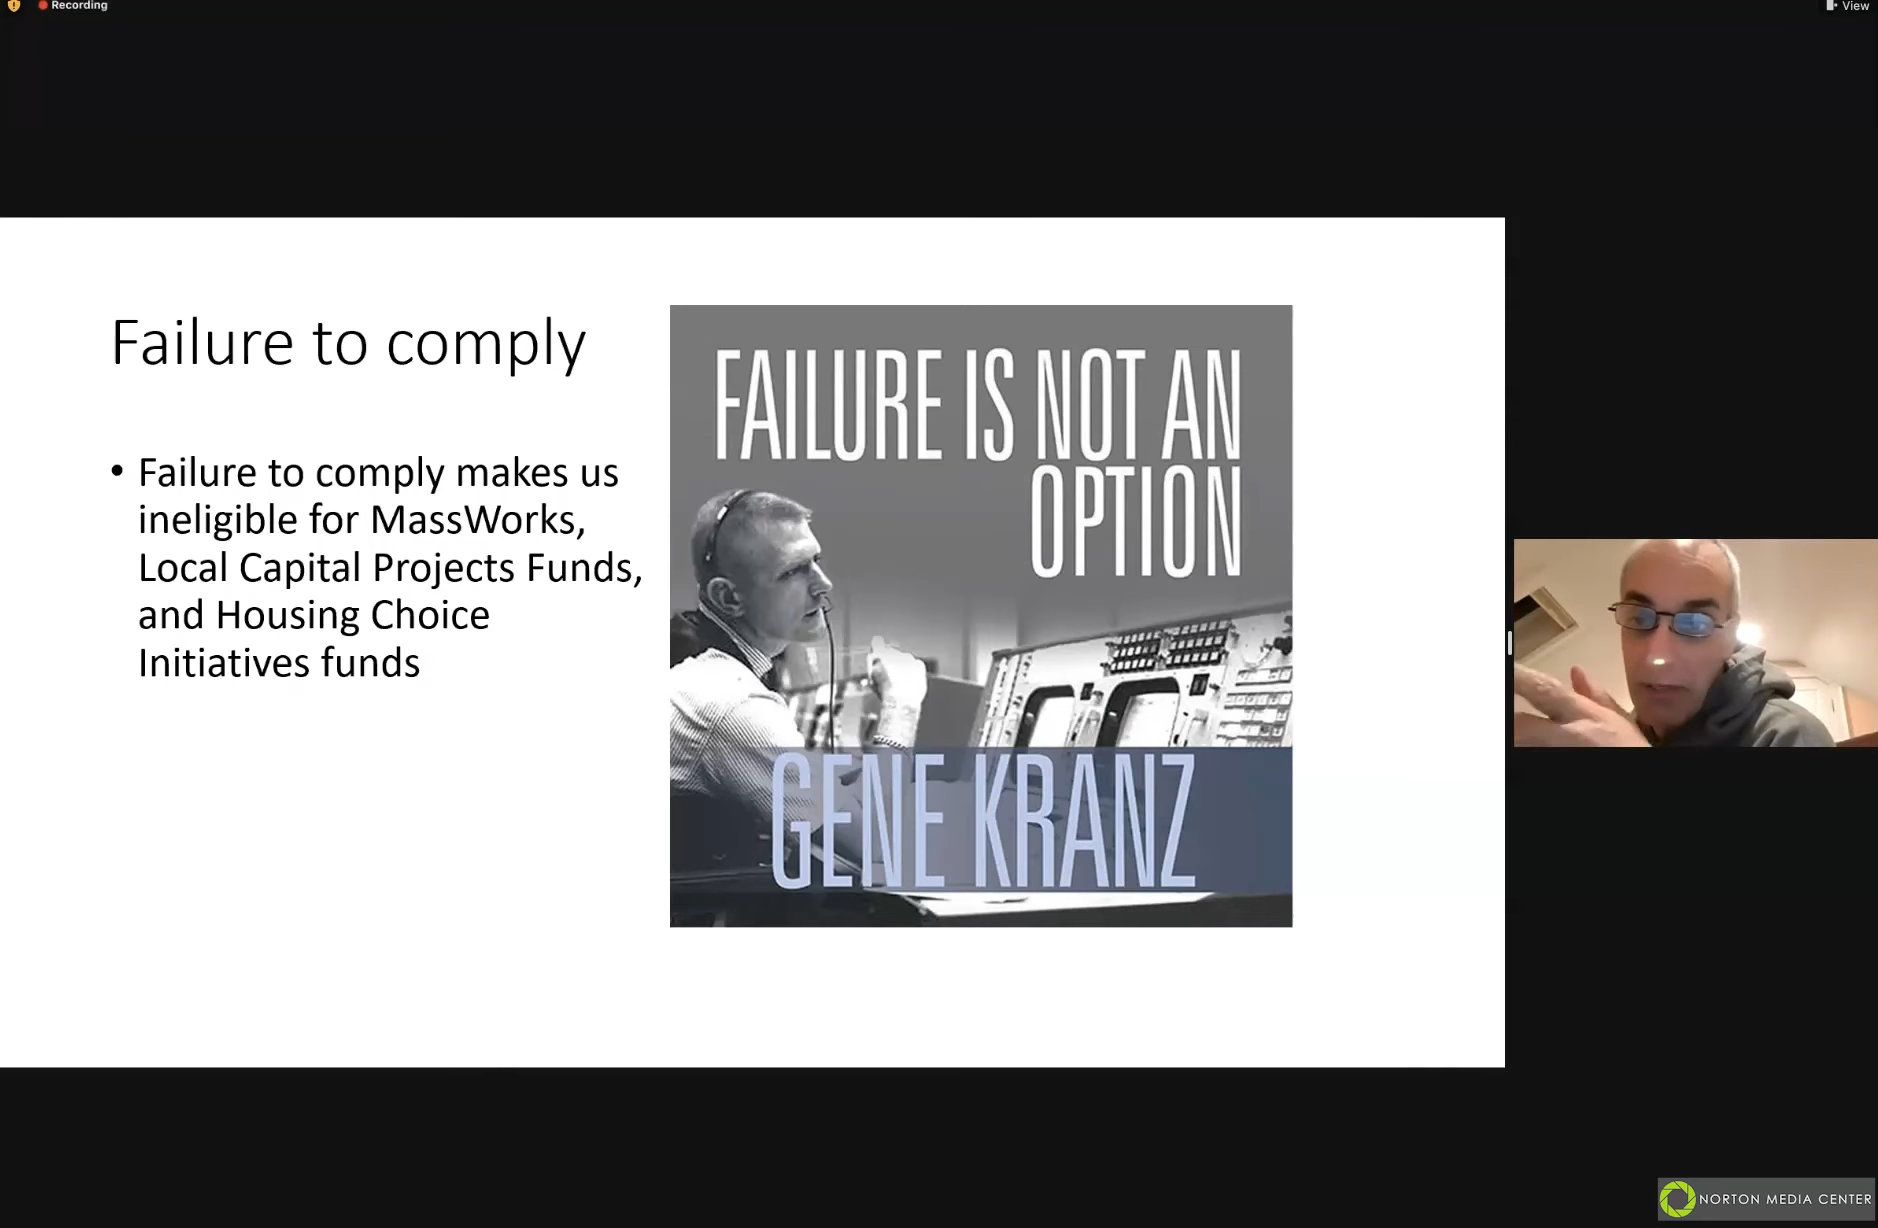 Recording
View
Failure to comply
• Failure to comply makes us
ineligible for MassWorks,
Local Capital Projects Funds,
and Housing Choice
Initiatives funds
FAILURE IS NOT AN
OPTION
GENE KRANZ
NORTON MEDIA CENTER